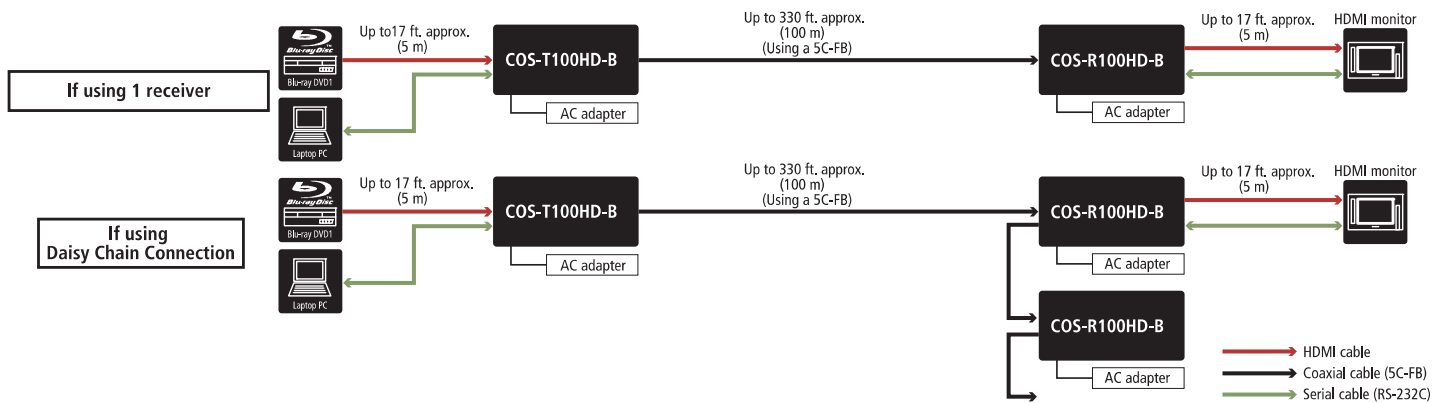 Up to17 ft. approx.
(5 m)
Up to 330 ft. approx.
(100 m)
(Using a 5C-FB)
Up to 17 ft. approx.
(5 m)
HDMI monitor
Blu-ray Disc™
Blu-ray DVD1
COS-T100HD-B
COS-R100HD-B
If using 1 receiver
AC adapter
AC adapter
Laptop PC
Up to 17 ft. approx.
(5 m)
Up to 330 ft. approx.
(100 m)
(Using a 5C-FB)
Up to 17 ft. approx.
(5 m)
HDMI monitor
Blu-ray Disc™
Blu-ray DVD1
COS-T100HD-B
COS-R100HD-B
If using
Daisy Chain Connection
AC adapter
AC adapter
Laptop PC
COS-R100HD-B
AC adapter
HDMI cable
Coaxial cable (5C-FB)
Serial cable (RS-232C)